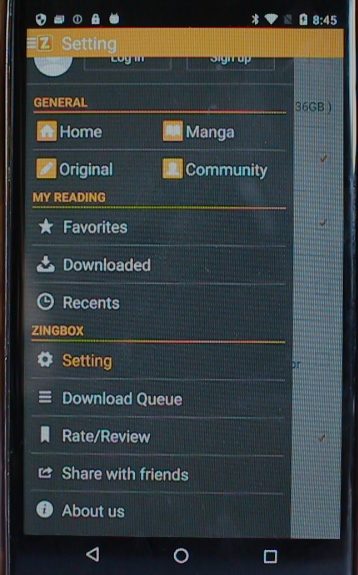 8:45
Z Setting
Log in Sign up
GENERAL
36GB )
Home Manga
Original Community
MY READING
Favorites
Downloaded
Recents
ZINGBOX
Setting
or
Download Queue
Rate/Review
Share with friends
About us